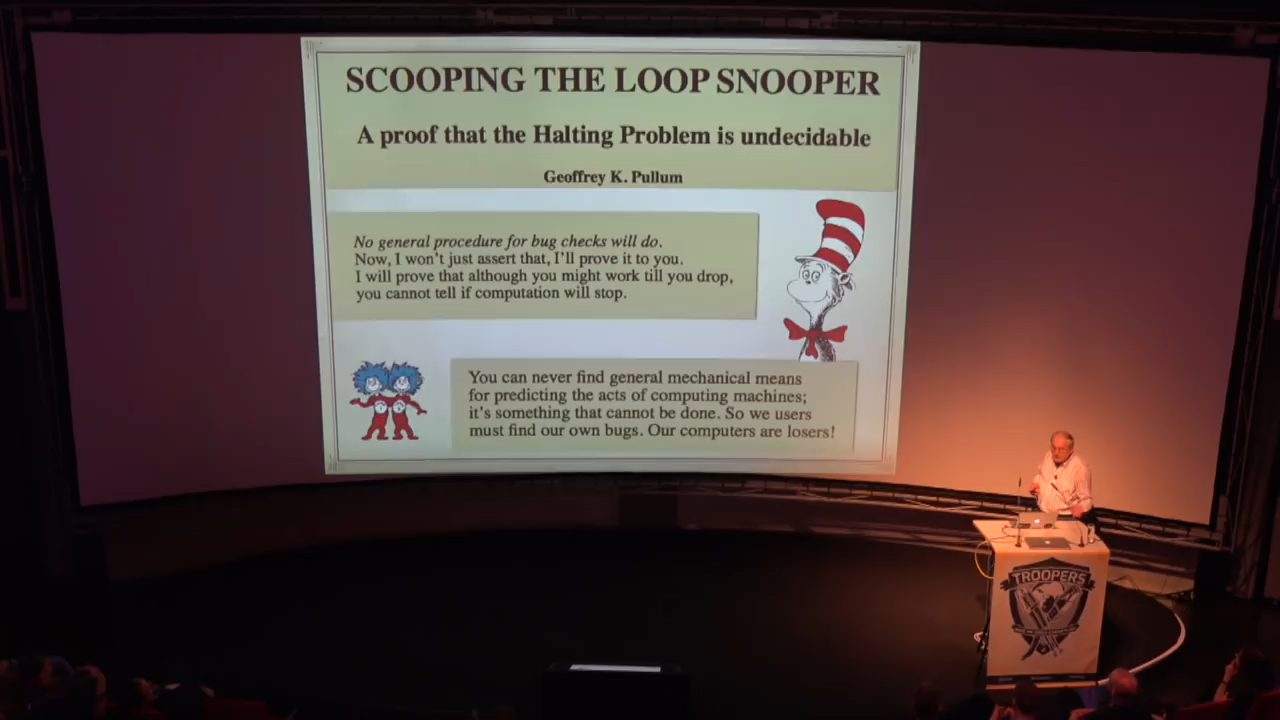 SCOOPING THE LOOP SNOOPER
A proof that the Halting Problem is undecidable
Geoffrey K. Pullum
No general procedure for bug checks will do.
Now, I won't just assert that, I'll prove it to you.
I will prove that although you might work till you drop,
you cannot tell if computation will stop.
You can never find general mechanical means
for predicting the acts of computing machines;
it's something that cannot be done. So we users
must find our own bugs. Our computers are losers!
TROOPERS